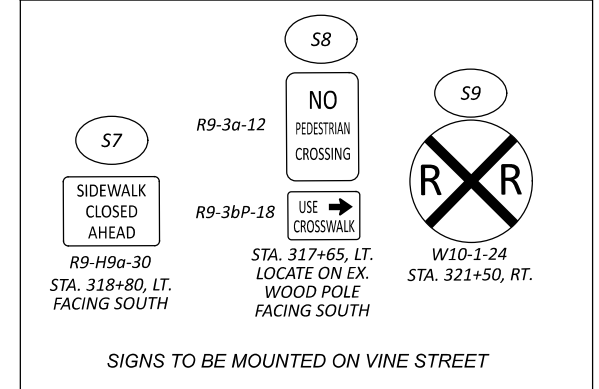 S7
SIDEWALK
CLOSED
AHEAD
R9-H9a-30
STA. 318+80, LT.
FACING SOUTH
S8
R9-3a-12
NO
PEDESTRIAN
CROSSING
R9-3bP-18
USE
CROSSWALK
STA. 317+65, LT.
LOCATE ON EX.
WOOD POLE
FACING SOUTH
S9
R R
W10-1-24
STA. 321+50, RT.
SIGNS TO BE MOUNTED ON VINE STREET